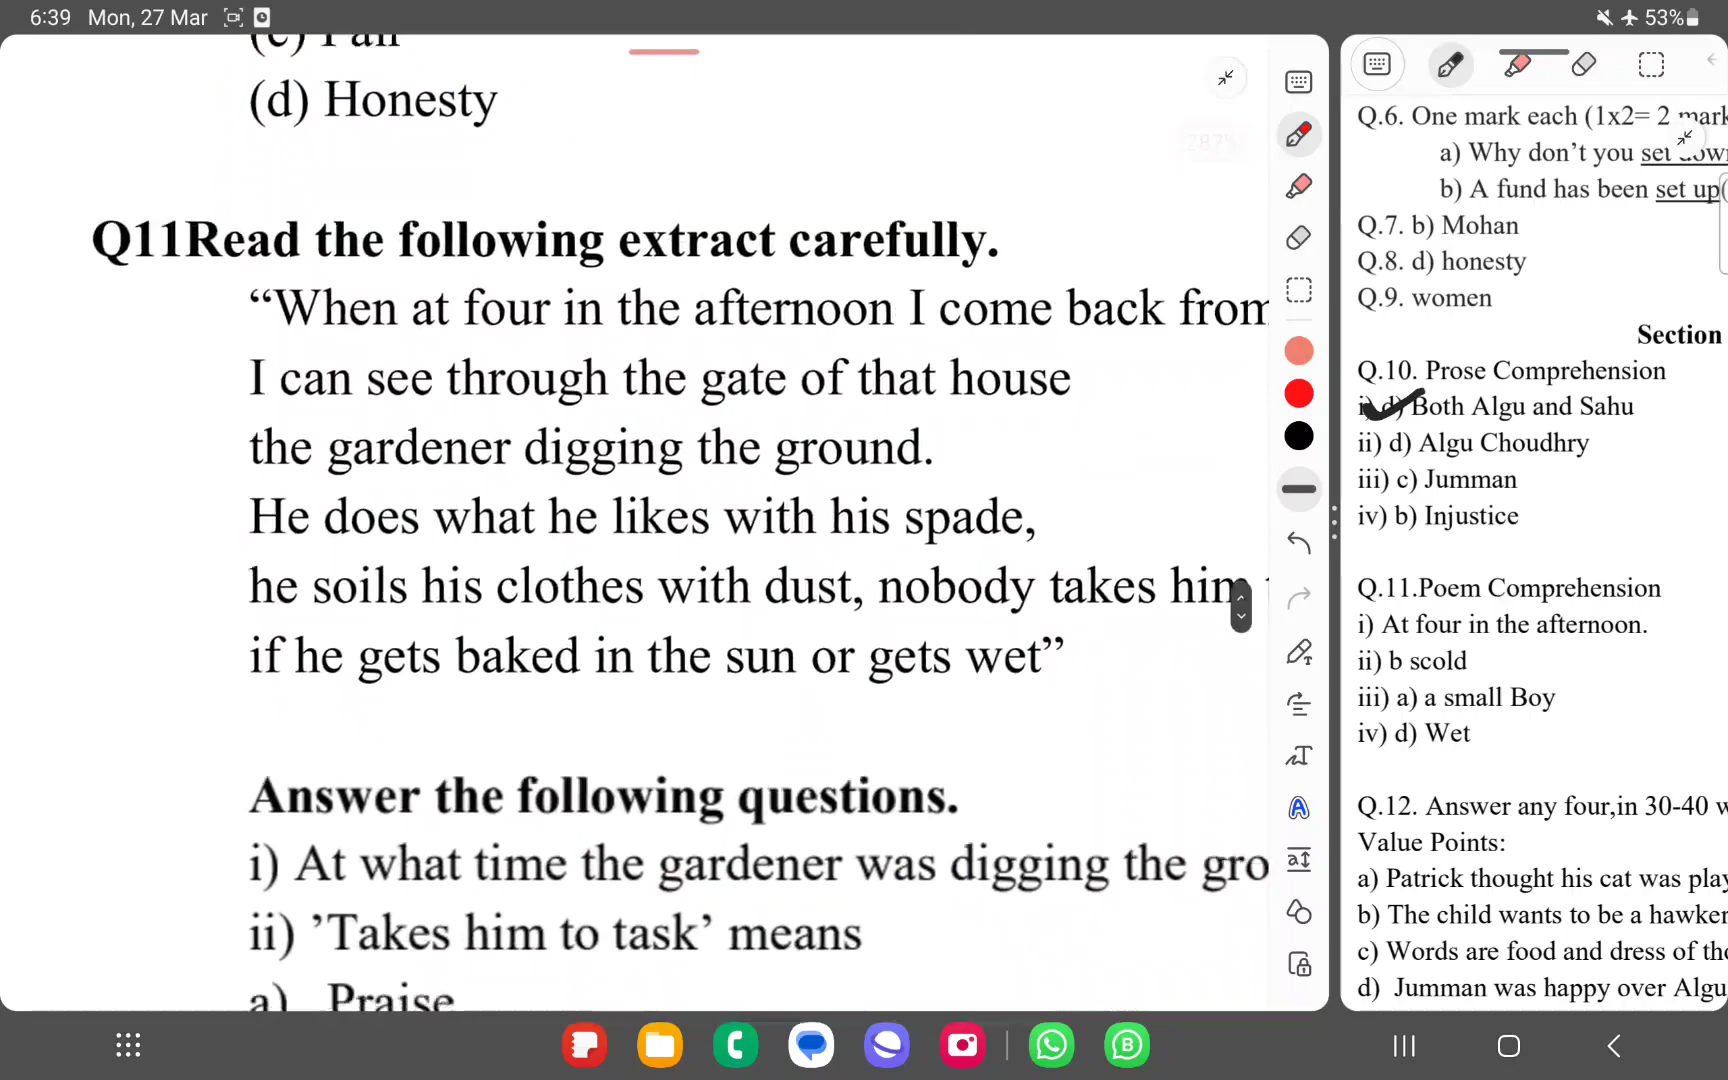 6:39 Mon, 27 Mar
53%
(d) Honesty
Q11Read the following extract carefully.
“When at four in the afternoon I come back from
I can see through the gate of that house
the gardener digging the ground.
He does what he likes with his spade,
he soils his clothes with dust, nobody takes him
if he gets baked in the sun or gets wet”
Answer the following questions.
i) At what time the gardener was digging the gro
ii) ’Takes him to task’ means
a) Praise
Q.6. One mark each (1x2= 2 mark
a) Why don’t you set down
b) A fund has been set up(
Q.7. b) Mohan
Q.8. d) honesty
Q.9. women
Section
Q.10. Prose Comprehension
i) d) Both Algu and Sahu
ii) d) Algu Choudhry
iii) c) Jumman
iv) b) Injustice
Q.11.Poem Comprehension
i) At four in the afternoon.
ii) b scold
iii) a) a small Boy
iv) d) Wet
Q.12. Answer any four,in 30-40 w
Value Points:
a) Patrick thought his cat was play
b) The child wants to be a hawker
c) Words are food and dress of tho
d) Jumman was happy over Algu